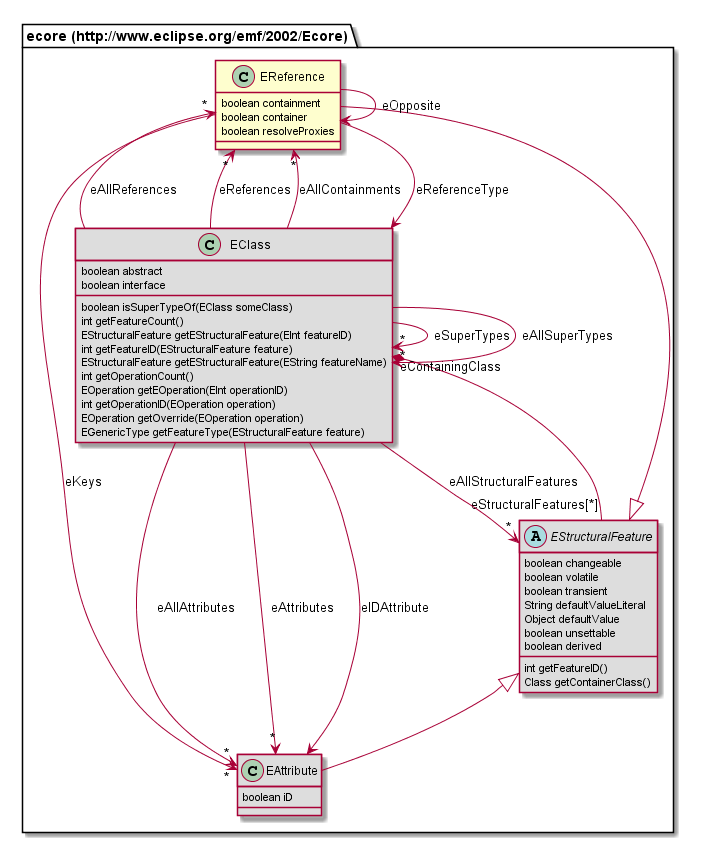 ecore (http://www.eclipse.org/emf/2002/Ecore)
C EReference
boolean containment
boolean container
boolean resolveProxies
eOpposite
*
*
*
eAllReferences
eReferences
eAllContainments
eReferenceType
C EClass
boolean abstract
boolean interface
boolean isSuperTypeOf(EClass someClass)
int getFeatureCount()
EStructuralFeature getEStructuralFeature(EInt featureID)
int getFeatureID(EStructuralFeature feature)
EStructuralFeature getEStructuralFeature(EString featureName)
int getOperationCount()
EOperation getEOperation(EInt operationID)
int getOperationID(EOperation operation)
EOperation getOverride(EOperation operation)
EGenericType getFeatureType(EStructuralFeature feature)
*
eSuperTypes
eAllSuperTypes
*
eContainingClass
eKeys
eAllStructuralFeatures
eStructuralFeatures[*]
*
A EStructuralFeature
boolean changeable
boolean volatile
boolean transient
String defaultValueLiteral
Object defaultValue
boolean unsettable
boolean derived
int getFeatureID()
Class getContainerClass()
eAllAttributes
eAttributes
eIDAttribute
*
*
*
C EAttribute
boolean iD